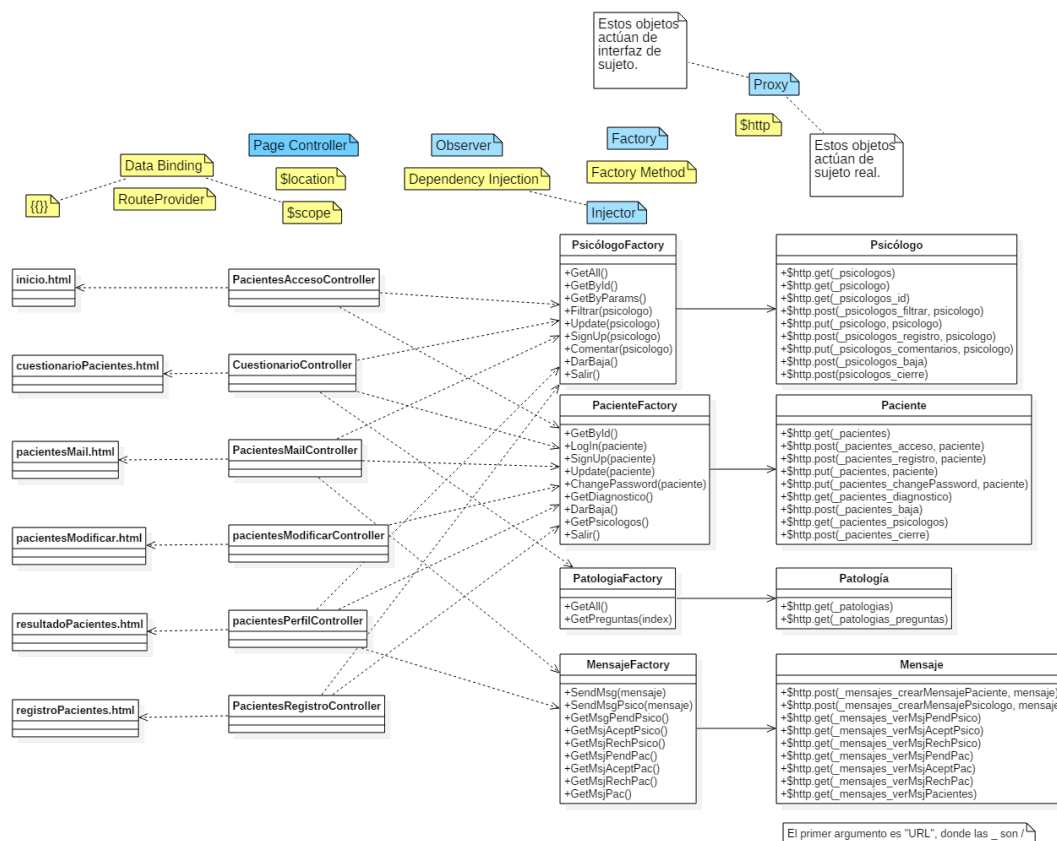 Estos objetos
actúan de
interfaz de
sujeto.
Proxy
$http
Estos objetos
actúan de
sujeto real.
Page Controller
Observer
Factory
Data Binding
$location
Dependency Injection
Factory Method
{{}}
RouteProvider
$scope
Injector
inicio.html
cuestionarioPacientes.html
pacientesMail.html
pacientesModificar.html
resultadoPacientes.html
registroPacientes.html
PacientesAccesoController
CuestionarioController
PacientesMailController
pacientesModificarController
pacientesPerfilController
PacientesRegistroController
PsicólogoFactory
+GetAll()
+GetById()
+GetByParams()
+Filtrar(psicologo)
+Update(psicologo)
+SignUp(psicologo)
+Comentar(psicologo)
+DarBaja()
+Salir()
Psicólogo
+$http.get(_psicologos)
+$http.get(_psicologo)
+$http.get(_psicologos_id)
+$http.post(_psicologos_filtrar, psicologo)
+$http.put(_psicologo, psicologo)
+$http.post(_psicologos_registro, psicologo)
+$http.put(_psicologos_comentarios, psicologo)
+$http.post(_psicologos_baja)
+$http.post(psicologos_cierre)
PacienteFactory
+GetById()
+LogIn(paciente)
+SignUp(paciente)
+Update(paciente)
+ChangePassword(paciente)
+GetDiagnostico()
+DarBaja()
+GetPsicologos()
+Salir()
Paciente
+$http.get(_pacientes)
+$http.post(_pacientes_acceso, paciente)
+$http.post(_pacientes_registro, paciente)
+$http.put(_pacientes, paciente)
+$http.put(_pacientes_changePassword, paciente)
+$http.get(_pacientes_diagnostico)
+$http.post(_pacientes_baja)
+$http.get(_pacientes_psicologos)
+$http.post(_pacientes_cierre)
PatologiaFactory
+GetAll()
+GetPreguntas(index)
Patología
+$http.get(_patologias)
+$http.get(_patologias_preguntas)
MensajeFactory
+SendMsg(mensaje)
+SendMsgPsico(mensaje)
+GetMsgPendPsico()
+GetMsjAceptPsico()
+GetMsjRechPsico()
+GetMsjPendPac()
+GetMsjAceptPac()
+GetMsjRechPac()
+GetMsjPac()
Mensaje
+$http.post(_mensajes_crearMensajePaciente, mensaje)
+$http.post(_mensajes_crearMensajePsicologo, mensaje
+$http.get(_mensajes_verMsjPendPsico)
+$http.get(_mensajes_verMsjAceptPsico)
+$http.get(_mensajes_verMsjRechPsico)
+$http.get(_mensajes_verMsjPendPac)
+$http.get(_mensajes_verMsjAceptPac)
+$http.get(_mensajes_verMsjRechPac)
+$http.get(_mensajes_verMsjPacientes)
El primer argumento es "URL", donde las _ son /